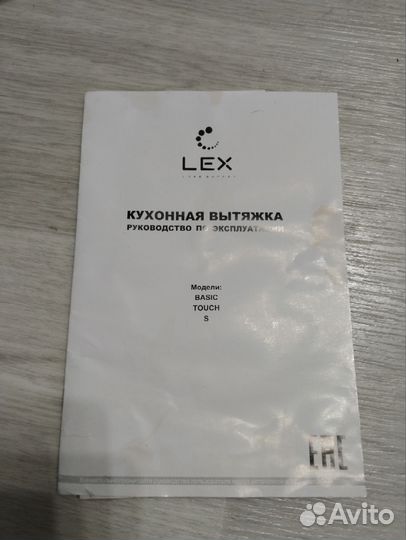 LEX
КУХОННАЯ ВЫТЯЖКА
РУКОВОДСТВО ПО ЭКСПЛУАТАЦИИ
Модели:
BASIC
TOUCH
S
EAC
Avito